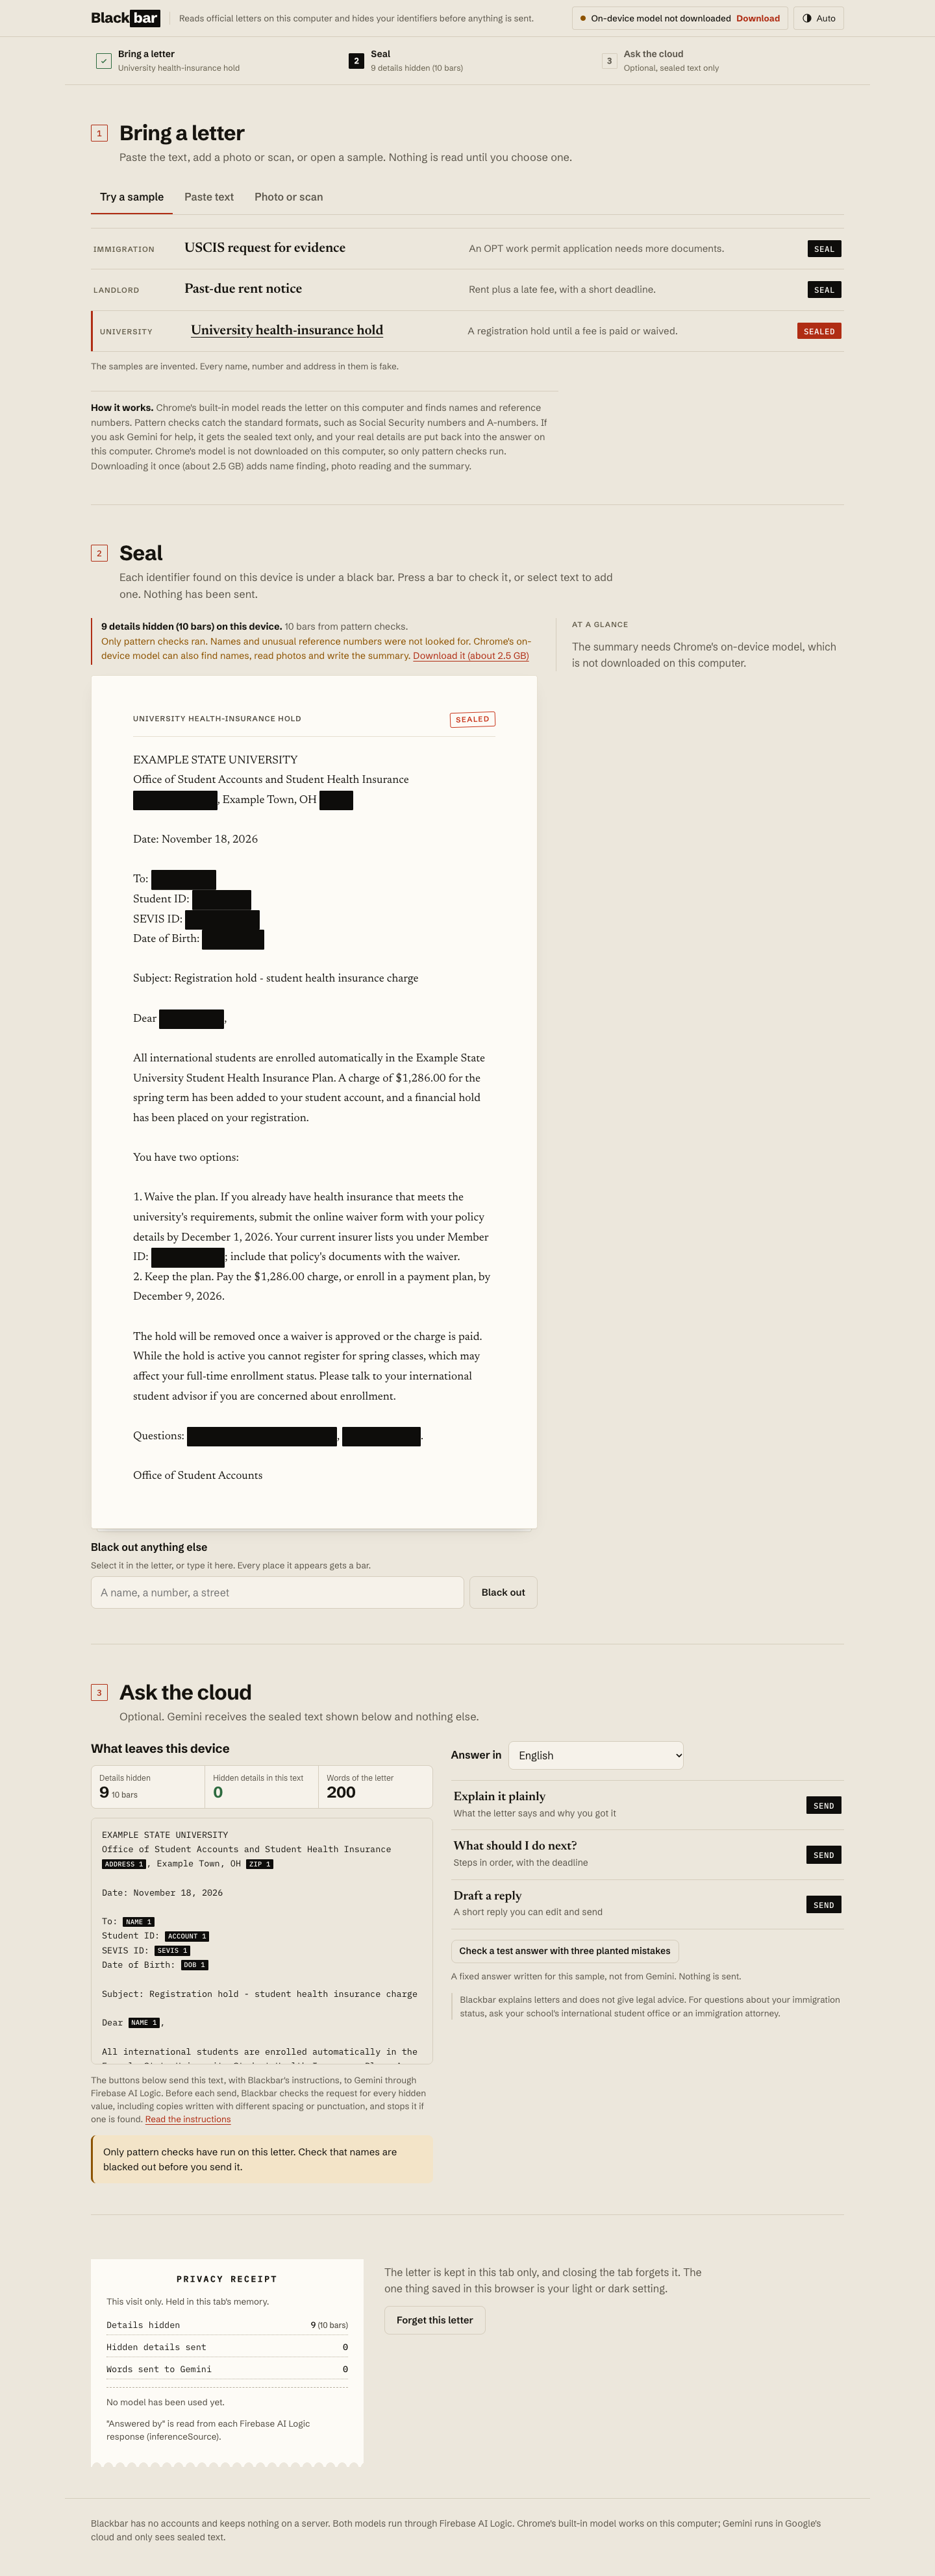 Blackbar
Reads official letters on this computer and hides your identifiers before anything is sent.
On-device model not downloaded Download
Auto
Bring a letter
University health-insurance hold
2
Seal
9 details hidden (10 bars)
3
Ask the cloud
Optional, sealed text only
1
Bring a letter
Paste the text, add a photo or scan, or open a sample. Nothing is read until you choose one.
Try a sample
Paste text
Photo or scan
IMMIGRATION
USCIS request for evidence
An OPT work permit application needs more documents.
SEAL
LANDLORD
Past-due rent notice
Rent plus a late fee, with a short deadline.
SEAL
UNIVERSITY
University health-insurance hold
A registration hold until a fee is paid or waived.
SEALED
The samples are invented. Every name, number and address in them is fake.
How it works. Chrome's built-in model reads the letter on this computer and finds names and reference
numbers. Pattern checks catch the standard formats, such as Social Security numbers and A-numbers. If
you ask Gemini for help, it gets the sealed text only, and your real details are put back into the answer on
this computer. Chrome's model is not downloaded on this computer, so only pattern checks run.
Downloading it once (about 2.5 GB) adds name finding, photo reading and the summary.
2
Seal
Each identifier found on this device is under a black bar. Press a bar to check it, or select text to add
one. Nothing has been sent.
9 details hidden (10 bars) on this device. 10 bars from pattern checks.
Only pattern checks ran. Names and unusual reference numbers were not looked for. Chrome's on-
device model can also find names, read photos and write the summary. Download it (about 2.5 GB)
AT A GLANCE
The summary needs Chrome's on-device model, which
is not downloaded on this computer.
UNIVERSITY HEALTH-INSURANCE HOLD
SEALED
EXAMPLE STATE UNIVERSITY
Office of Student Accounts and Student Health Insurance
, Example Town, OH
Date: November 18, 2026
To:
Student ID:
SEVIS ID:
Date of Birth:
Subject: Registration hold - student health insurance charge
Dear ,
All international students are enrolled automatically in the Example State
University Student Health Insurance Plan. A charge of $1,286.00 for the
spring term has been added to your student account, and a financial hold
has been placed on your registration.
You have two options:
1. Waive the plan. If you already have health insurance that meets the
university's requirements, submit the online waiver form with your policy
details by December 1, 2026. Your current insurer lists you under Member
ID: ; include that policy's documents with the waiver.
2. Keep the plan. Pay the $1,286.00 charge, or enroll in a payment plan, by
December 9, 2026.
The hold will be removed once a waiver is approved or the charge is paid.
While the hold is active you cannot register for spring classes, which may
affect your full-time enrollment status. Please talk to your international
student advisor if you are concerned about enrollment.
Questions: , .
Office of Student Accounts
Black out anything else
Select it in the letter, or type it here. Every place it appears gets a bar.
A name, a number, a street
Black out
3
Ask the cloud
Optional. Gemini receives the sealed text shown below and nothing else.
What leaves this device
Details hidden
9 10 bars
Hidden details in this text
0
Words of the letter
200
EXAMPLE STATE UNIVERSITY
Office of Student Accounts and Student Health Insurance
ADDRESS 1, Example Town, OH ZIP 1
Date: November 18, 2026
To: NAME 1
Student ID: ACCOUNT 1
SEVIS ID: SEVIS 1
Date of Birth: DOB 1
Subject: Registration hold - student health insurance charge
Dear NAME 1,
All international students are enrolled automatically in the
The buttons below send this text, with Blackbar's instructions, to Gemini through
Firebase AI Logic. Before each send, Blackbar checks the request for every hidden
value, including copies written with different spacing or punctuation, and stops it if
one is found. Read the instructions
Only pattern checks have run on this letter. Check that names are
blacked out before you send it.
Answer in
English
Explain it plainly
What the letter says and why you got it
SEND
What should I do next?
Steps in order, with the deadline
SEND
Draft a reply
A short reply you can edit and send
SEND
Check a test answer with three planted mistakes
A fixed answer written for this sample, not from Gemini. Nothing is sent.
Blackbar explains letters and does not give legal advice. For questions about your immigration
status, ask your school's international student office or an immigration attorney.
PRIVACY RECEIPT
This visit only. Held in this tab's memory.
Details hidden 9 (10 bars)
Hidden details sent 0
Words sent to Gemini 0
No model has been used yet.
"Answered by" is read from each Firebase AI Logic
response (inferenceSource).
The letter is kept in this tab only, and closing the tab forgets it. The
one thing saved in this browser is your light or dark setting.
Forget this letter
Blackbar has no accounts and keeps nothing on a server. Both models run through Firebase AI Logic. Chrome's built-in model works on this computer; Gemini runs in Google's
cloud and only sees sealed text.